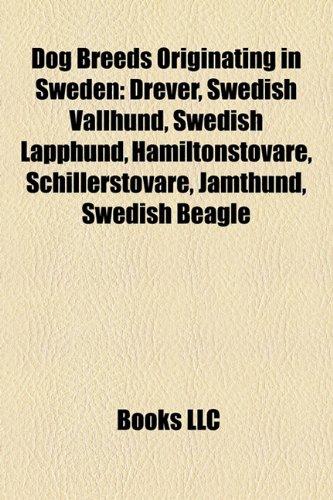 Dog Breeds Originating in
Sweden: Drever, Swedish
Vallhund, Swedish
Lapphund, Hamiltonstovare,
Schillerstovare, Jamthund,
Swedish Beagle
Books LLC